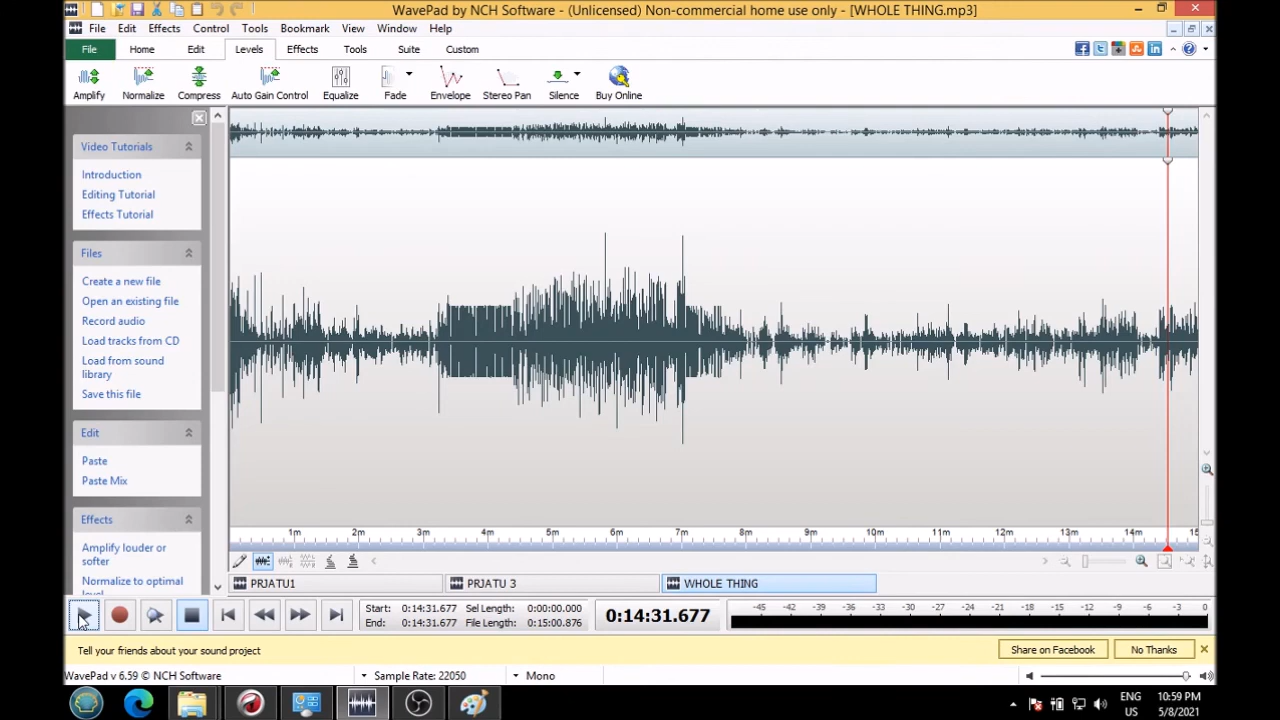 WavePad by NCH Software - (Unlicensed) Non-commercial home use only - [WHOLE THING.mp3]
File Edit Effects Control Tools Bookmark View Window Help
File Home Edit Levels Effects Tools Suite Custom
Amplify Normalize Compress Auto Gain Control Equalize Fade Envelope Stereo Pan Silence Buy Online
Video Tutorials
Introduction
Editing Tutorial
Effects Tutorial
Files
Create a new file
Open an existing file
Record audio
Load tracks from CD
Load from sound
library
Save this file
Edit
Paste
Paste Mix
Effects
Amplify louder or
softer
Normalize to optimal
level
1m 2m 3m 4m 5m 6m 7m 8m 9m 10m 11m 12m 13m 14m 15
PRJATU1 PRJATU 3 WHOLE THING
Start: 0:14:31.677 Sel Length: 0:00:00.000
End: 0:14:31.677 File Length: 0:15:00.876
0:14:31.677
-45 -42 -39 -36 -33 -30 -27 -24 -21 -18 -15 -12 -9 -6 -3 0
Tell your friends about your sound project Share on Facebook No Thanks
WavePad v 6.59 © NCH Software Sample Rate: 22050 Mono
ENG 10:59 PM
US 5/8/2021